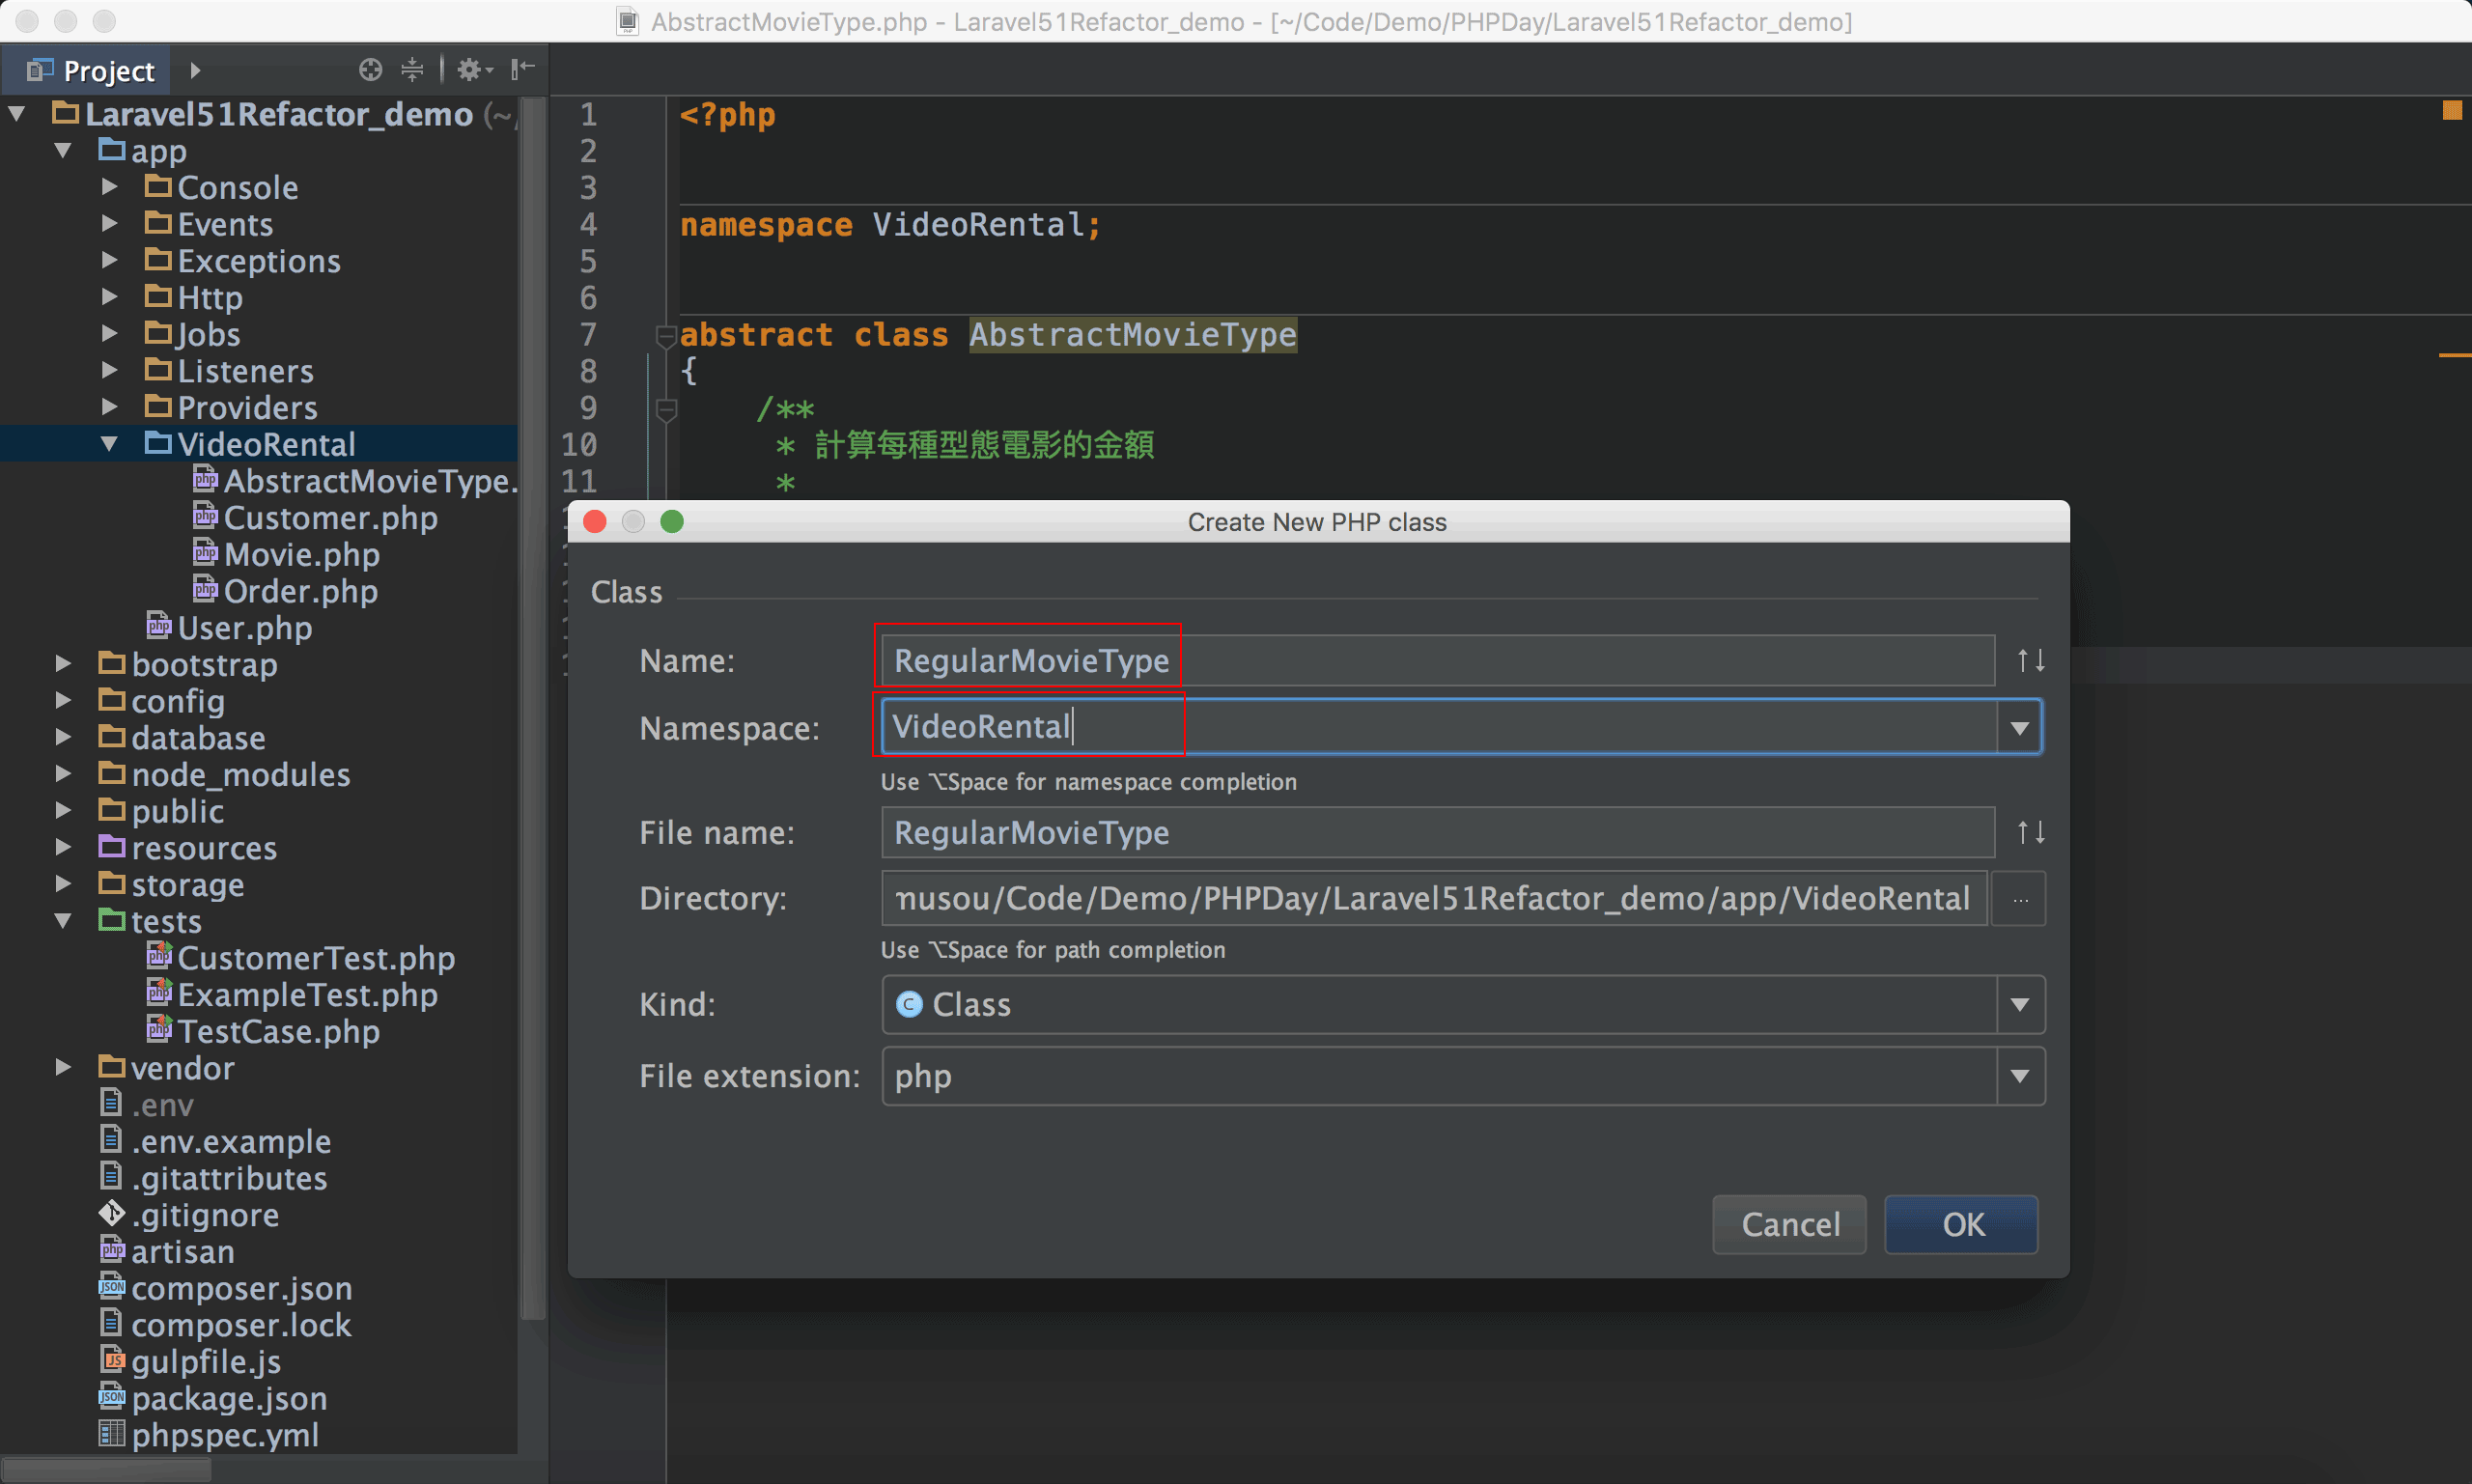 AbstractMovieType.php - Laravel51Refactor_demo - [~/Code/Demo/PHPDay/Laravel51Refactor_demo]
Project
Laravel51Refactor_demo (~/
app
Console
Events
Exceptions
Http
Jobs
Listeners
Providers
VideoRental
AbstractMovieType.
Customer.php
Movie.php
Order.php
User.php
bootstrap
config
database
node_modules
public
resources
storage
tests
CustomerTest.php
ExampleTest.php
TestCase.php
vendor
.env
.env.example
.gitattributes
.gitignore
artisan
composer.json
composer.lock
gulpfile.js
package.json
phpspec.yml
1 <?php
2
3
4 namespace VideoRental;
5
6
7 abstract class AbstractMovieType
8 {
9 /**
10 * 計算每種型態電影的金額
11 *
Create New PHP class
Class
Name: RegularMovieType
Namespace: VideoRental
Use ⌥Space for namespace completion
File name: RegularMovieType
Directory: musou/Code/Demo/PHPDay/Laravel51Refactor_demo/app/VideoRental ...
Use ⌥Space for path completion
Kind: C Class
File extension: php
Cancel OK